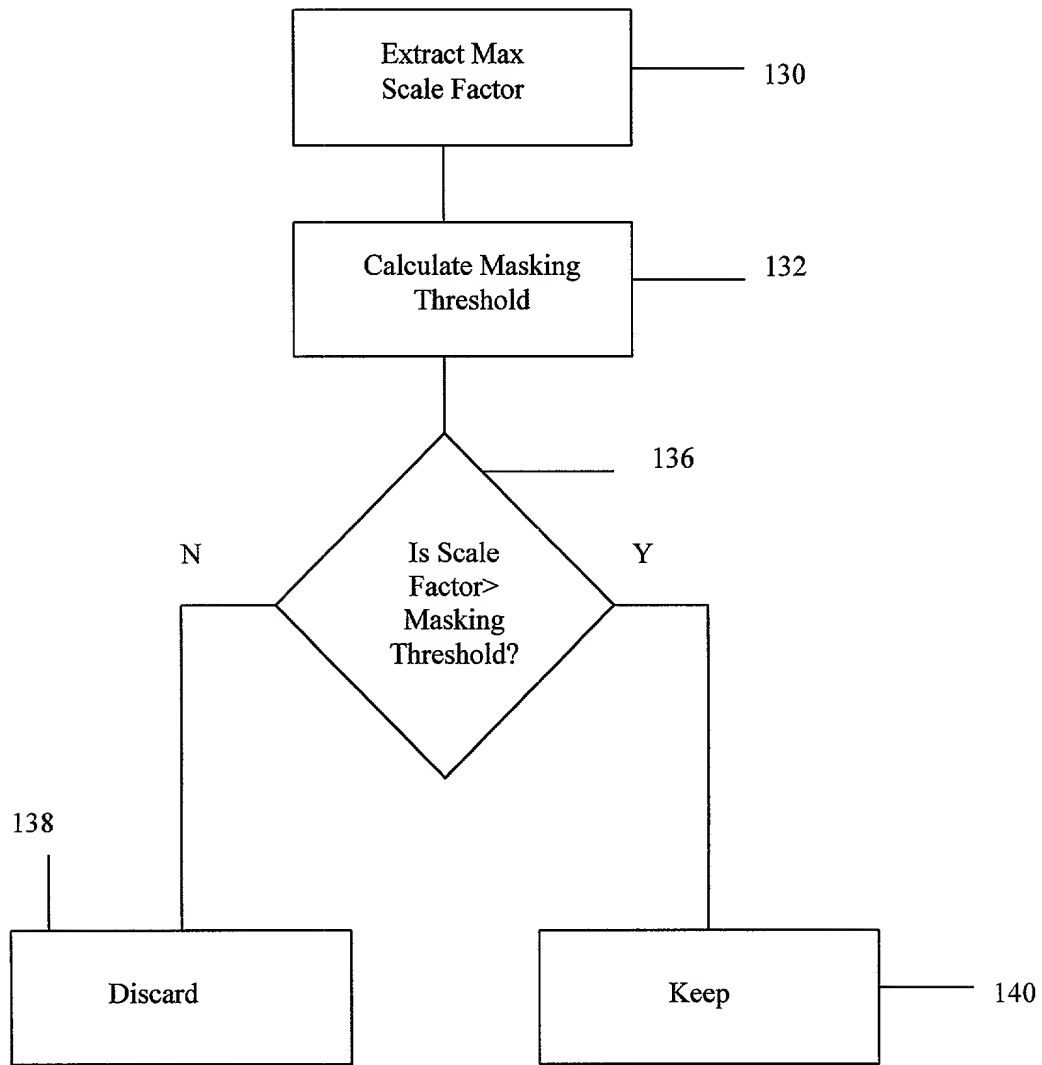 Extract Max
Scale Factor
130
Calculate Masking
Threshold
132
136
N
Y
Is Scale
Factor>
Masking
Threshold?
138
Discard
Keep
140